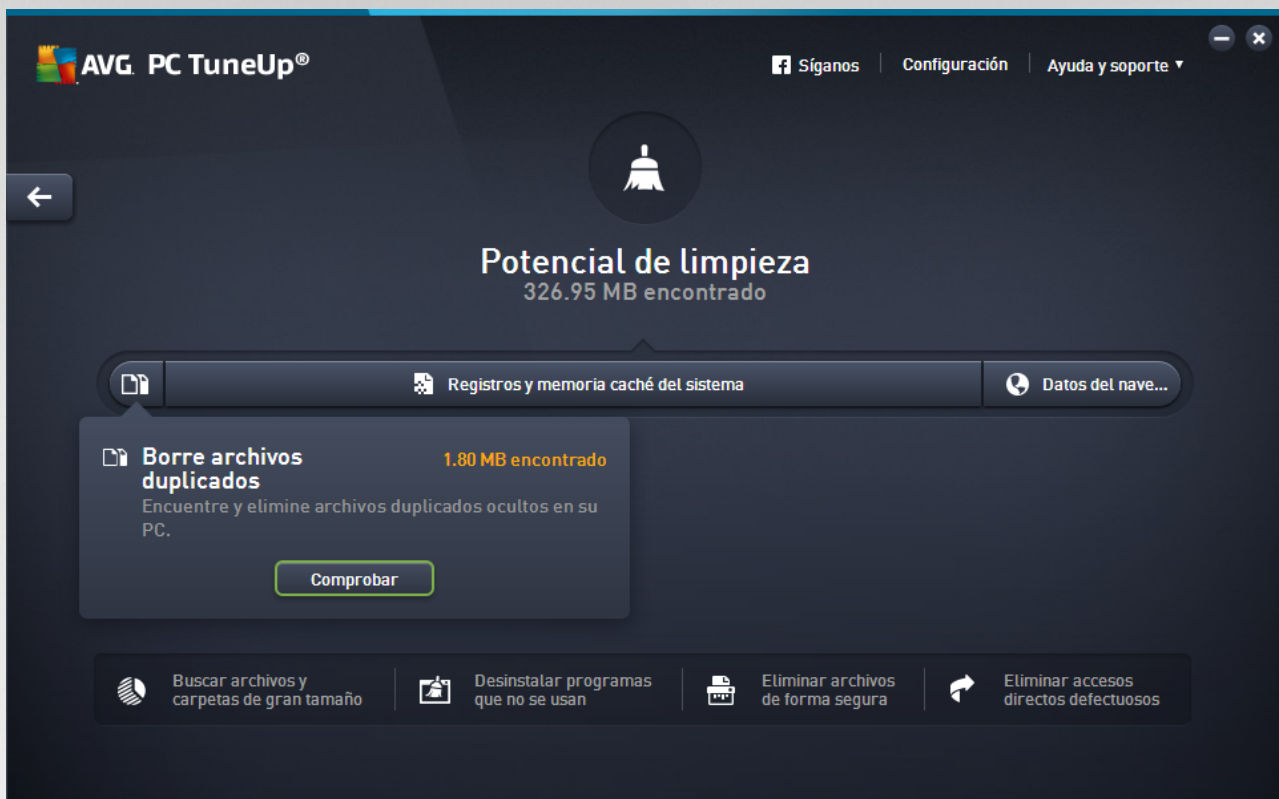 AVG PC TuneUp®
Síganos
Configuración
Ayuda y soporte
Potencial de limpieza
326.95 MB encontrado
Registros y memoria caché del sistema
Datos del nave...
Borre archivos
duplicados
1.80 MB encontrado
Encuentre y elimine archivos duplicados ocultos en su
PC.
Comprobar
Buscar archivos y
carpetas de gran tamaño
Desinstalar programas
que no se usan
Eliminar archivos
de forma segura
Eliminar accesos
directos defectuosos